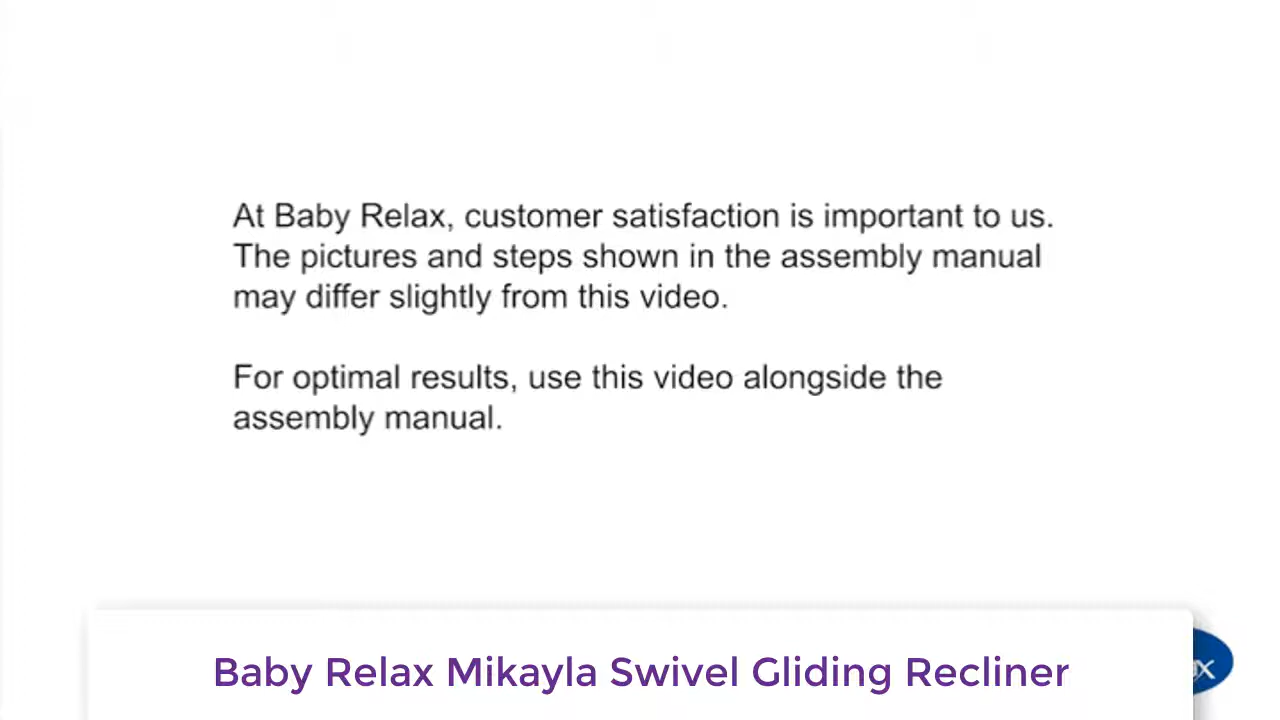 At Baby Relax, customer satisfaction is important to us.
The pictures and steps shown in the assembly manual
may differ slightly from this video.
For optimal results, use this video alongside the
assembly manual.
Baby Relax Mikayla Swivel Gliding Recliner